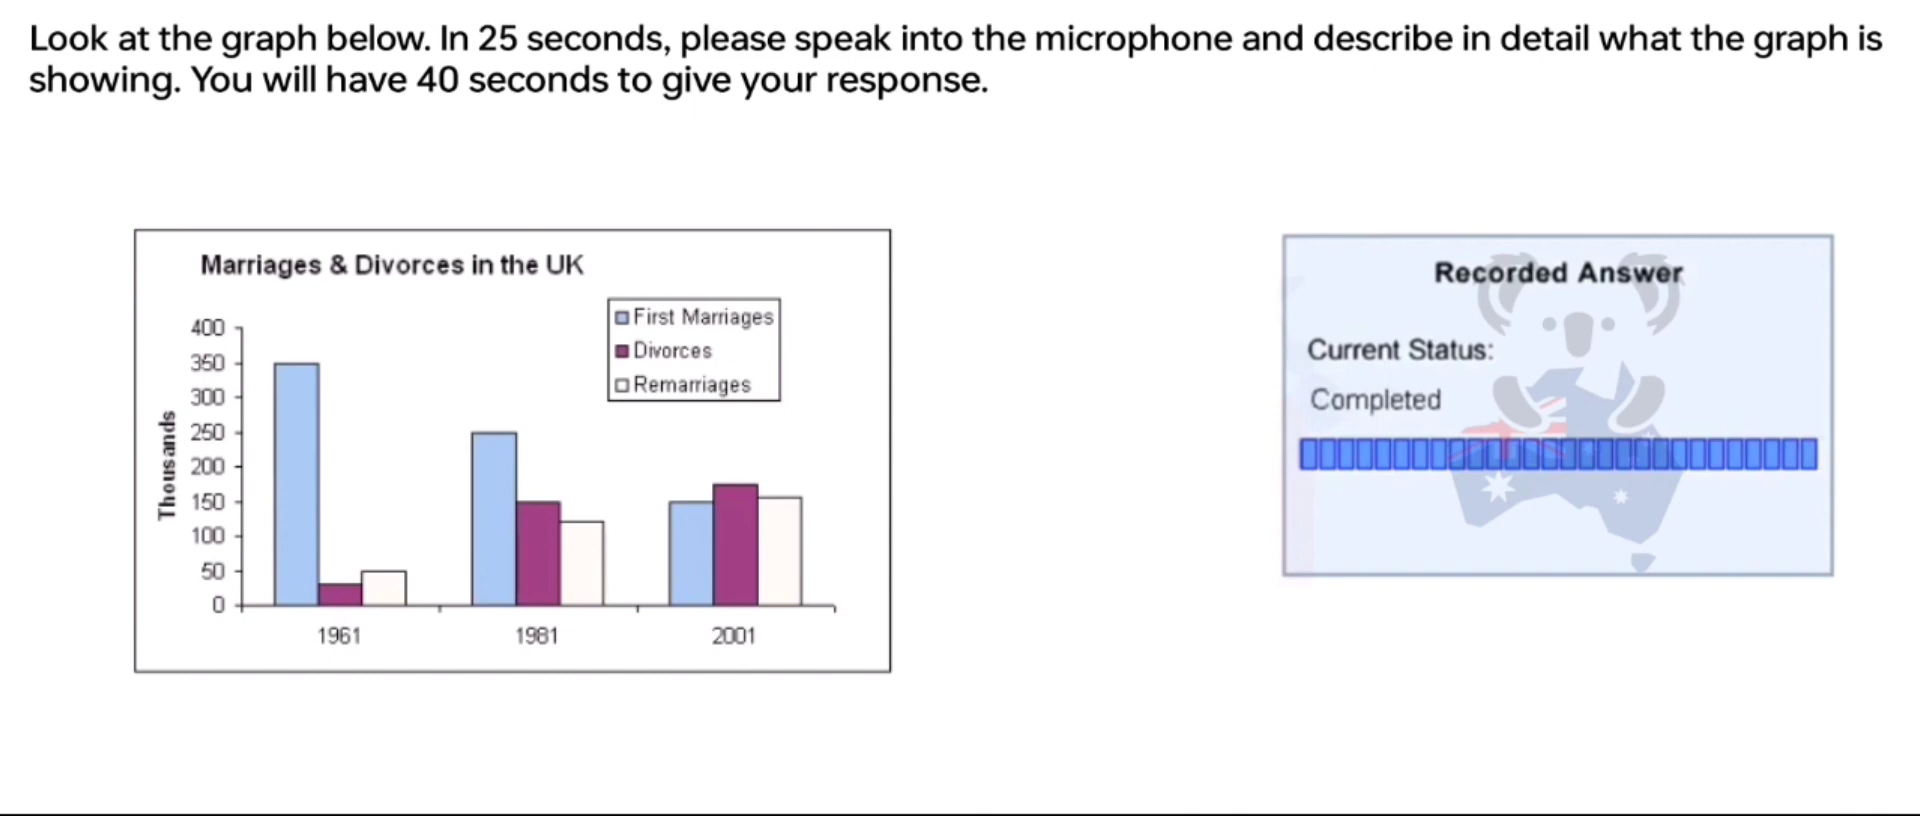 Look at the graph below. In 25 seconds, please speak into the microphone and describe in detail what the graph is
showing. You will have 40 seconds to give your response.
Marriages & Divorces in the UK
First Marriages
Divorces
Remarriages
Thousands
400
350
300
250
200
150
100
50
0
1961
1981
2001
Recorded Answer
Current Status:
Completed